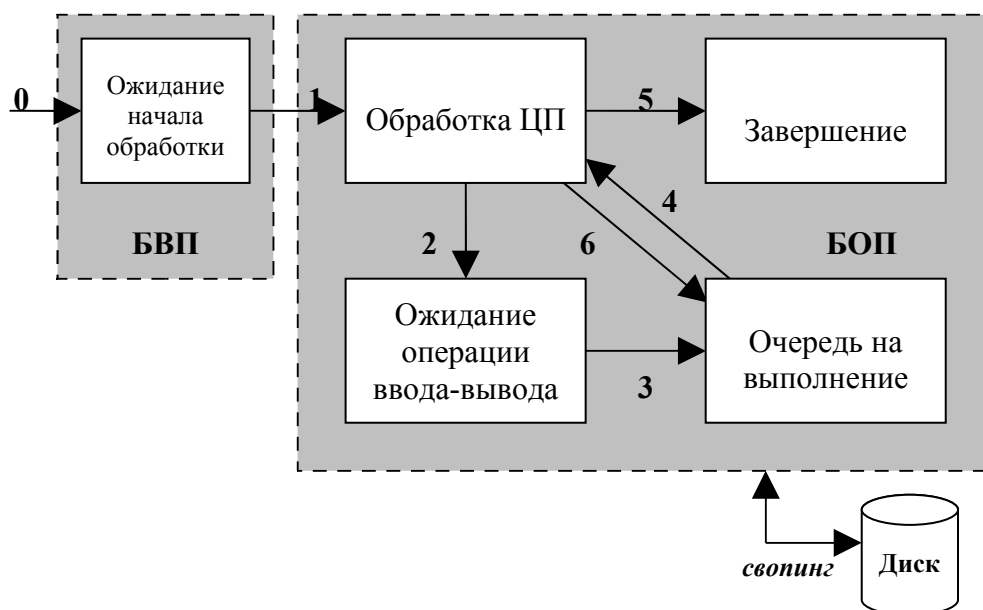 0
Ожидание
начала
обработки
БВП
1
Обработка ЦП
5
Завершение
2
6
4
БОП
Ожидание
операции
ввода-вывода
3
Очередь на
выполнение
свопинг
Диск